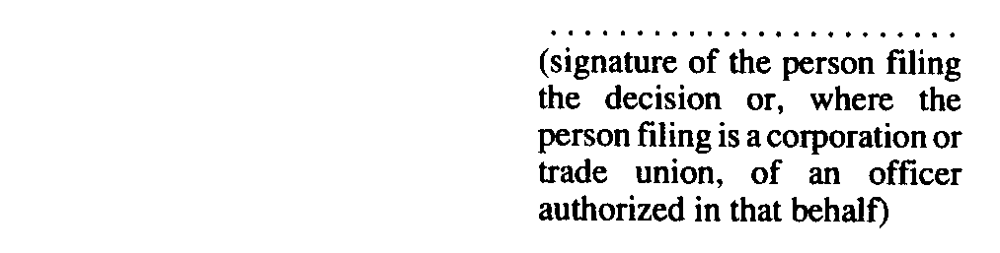 . . . . . . . . . . . . . . . . . . . . . . . .
(signature of the person filing
the decision or, where the
person filing is a corporation or
trade union, of an officer
authorized in that behalf)